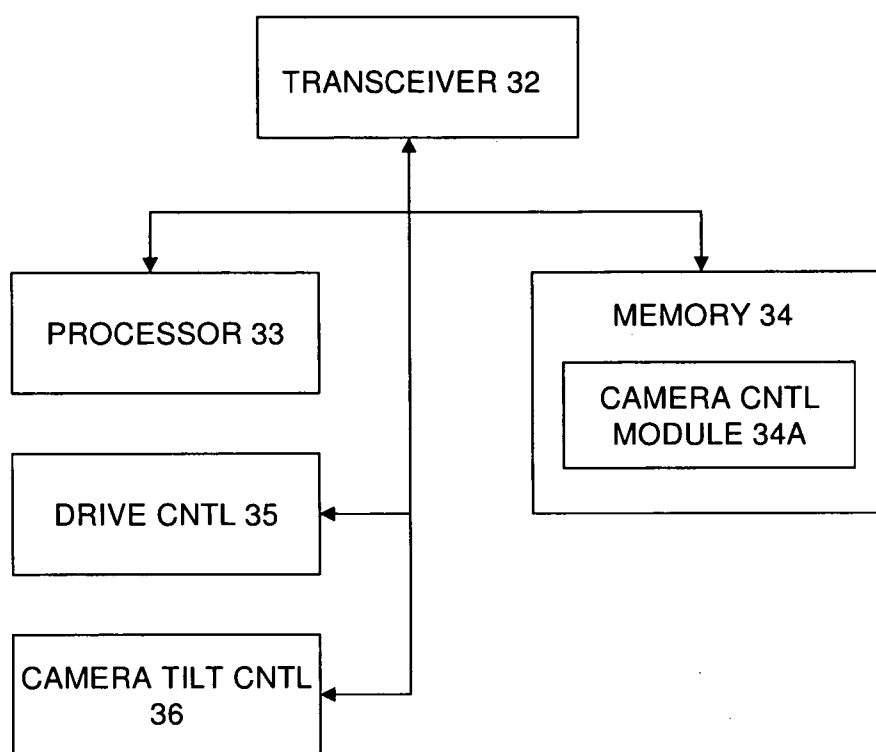 TRANSCEIVER 32
PROCESSOR 33
MEMORY 34
CAMERA CNTL
MODULE 34A
DRIVE CNTL 35
CAMERA TILT CNTL
36